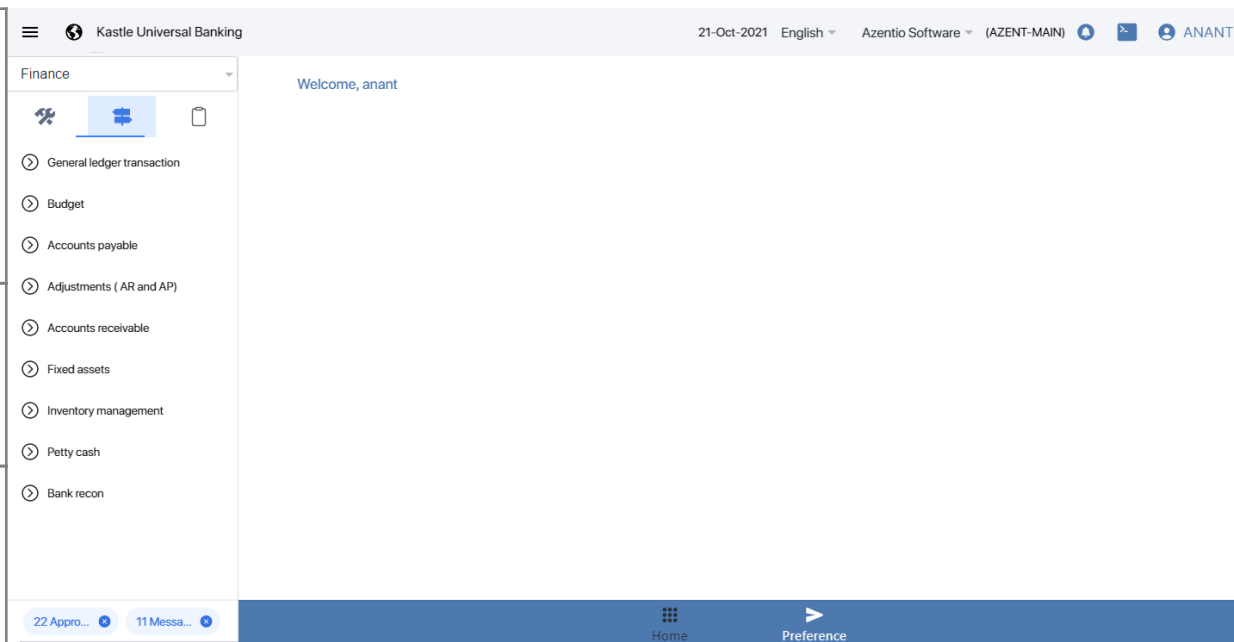 Kastle Universal Banking
21-Oct-2021 English Azentio Software (AZENT-MAIN) ANANT
Finance
Welcome, anant
General ledger transaction
Budget
Accounts payable
Adjustments ( AR and AP)
Accounts receivable
Fixed assets
Inventory management
Petty cash
Bank recon
22 Appro... 11 Messa...
Home Preference